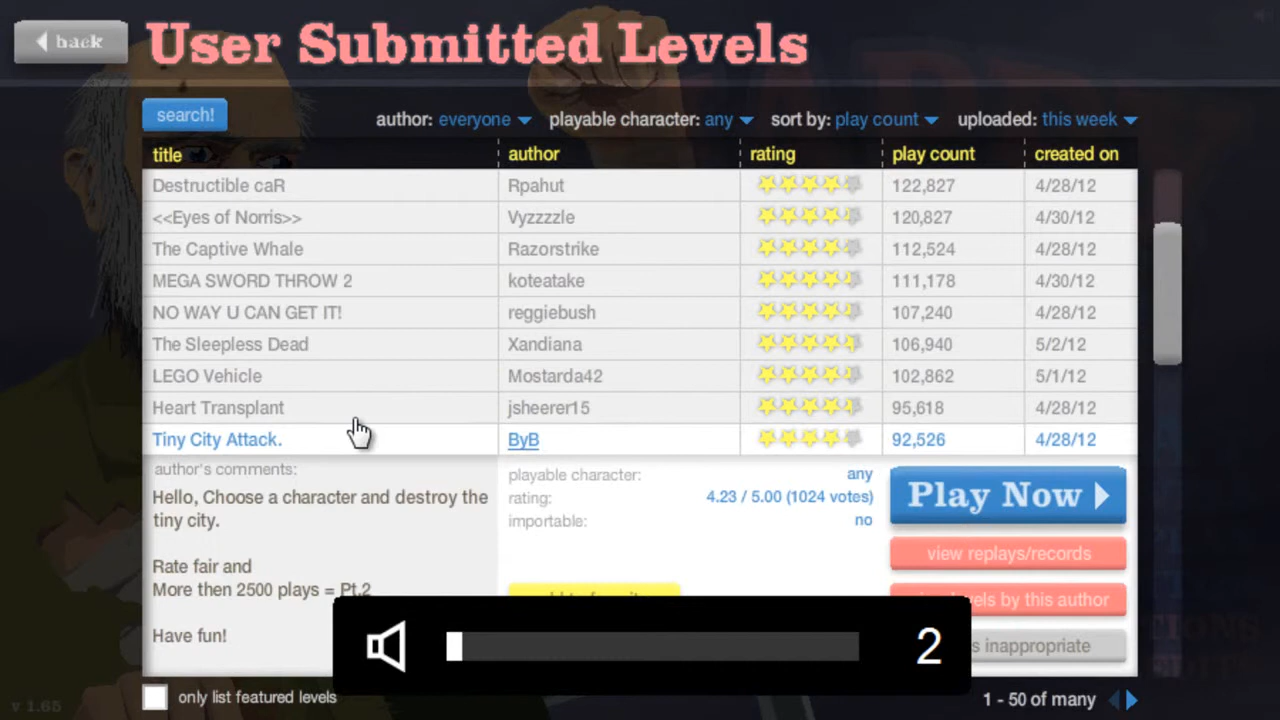 back
User Submitted Levels
search!
author: everyone playable character: any sort by: play count uploaded: this week
title author rating play count created on
Destructible caR Rpahut 122,827 4/28/12
<<Eyes of Norris>> Vyzzzzle 120,827 4/30/12
The Captive Whale Razorstrike 112,524 4/28/12
MEGA SWORD THROW 2 koteatake 111,178 4/30/12
NO WAY U CAN GET IT! reggiebush 107,240 4/28/12
The Sleepless Dead Xandiana 106,940 5/2/12
LEGO Vehicle Mostarda42 102,862 5/1/12
Heart Transplant jsheerer15 95,618 4/28/12
Tiny City Attack. ByB 92,526 4/28/12
author's comments:
Hello, Choose a character and destroy the
tiny city.
Rate fair and
More then 2500 plays = Pt.2
Have fun!
playable character: any
rating: 4.23 / 5.00 (1024 votes)
importable: no
Play Now
view replays/records
levels by this author
inappropriate
2
only list featured levels
1 - 50 of many
v 1.65